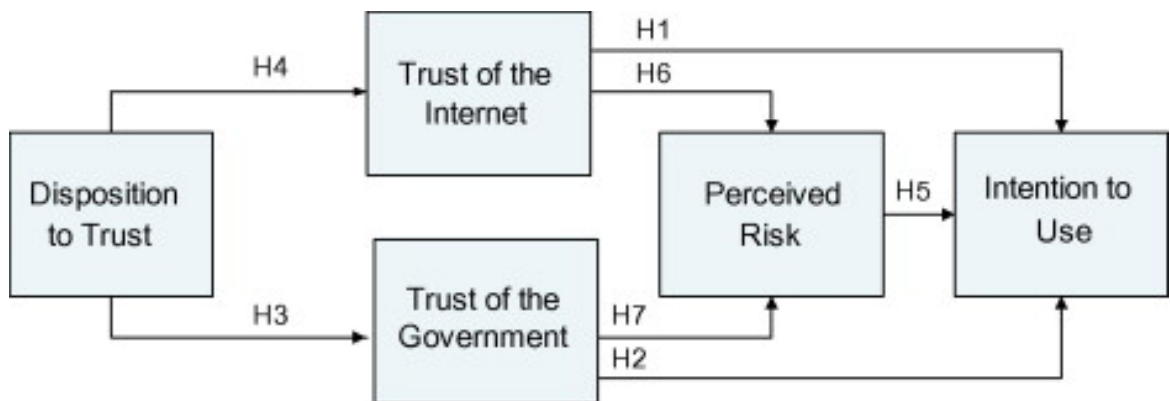 H1
H4
Trust of the
Internet
H6
Disposition
to Trust
Perceived
Risk
H5
Intention to
Use
H3
Trust of the
Government
H7
H2